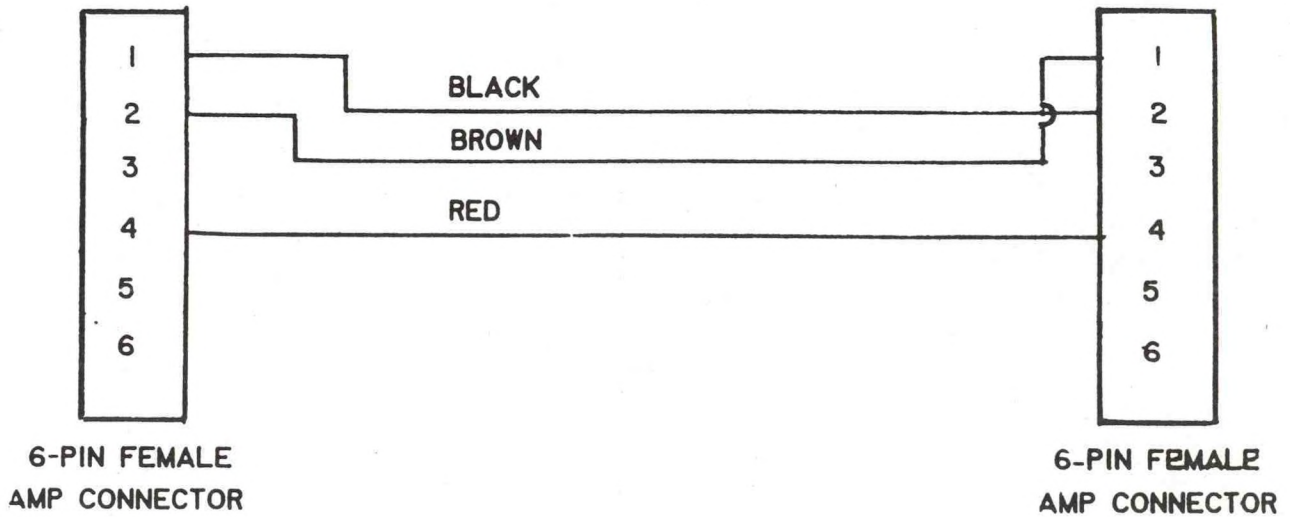 1
2
3
4
5
6
BLACK
BROWN
RED
1
2
3
4
5
6
6-PIN FEMALE
AMP CONNECTOR
6-PIN FEMALE
AMP CONNECTOR